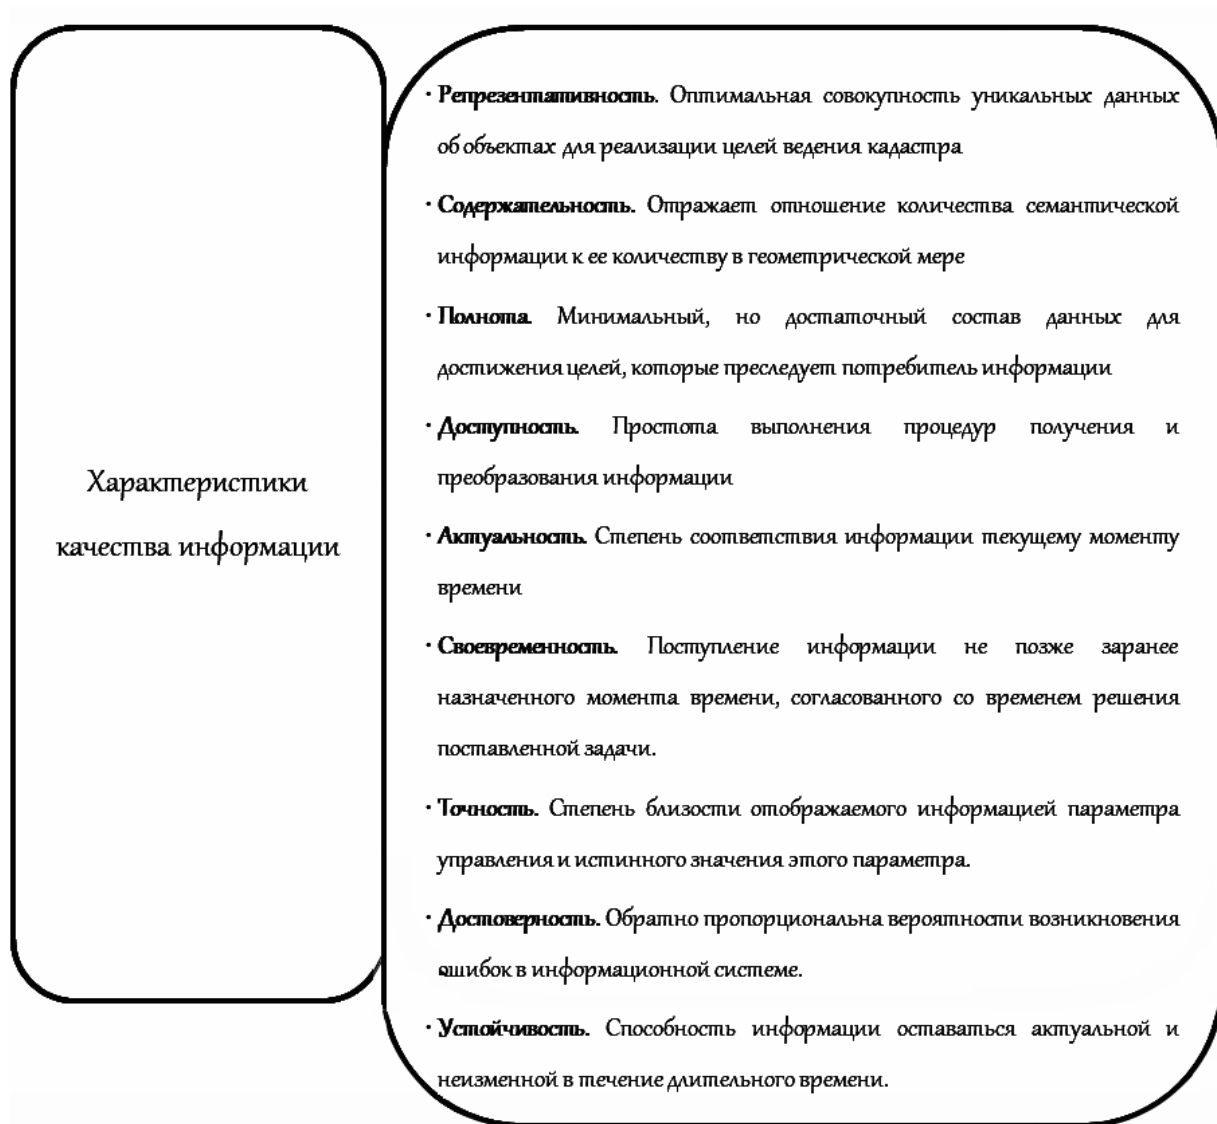 Характеристики
качества информации
· Репрезентативность. Оптимальная совокупность уникальных данных
об объектах для реализации целей ведения кадастра
· Содержательность. Отражает отношение количества семантической
информации к ее количеству в геометрической мере
· Полнота. Минимальный, но достаточный состав данных для
достижения целей, которые преследует потребитель информации
· Доступность. Простота выполнения процедур получения и
преобразования информации
· Актуальность. Степень соответствия информации текущему моменту
времени
· Своевременность. Поступление информации не позже заранее
назначенного момента времени, согласованного со временем решения
поставленной задачи.
· Точность. Степень близости отображаемого информацией параметра
управления и истинного значения этого параметра.
· Достоверность. Обратно пропорциональна вероятности возникновения
ошибок в информационной системе.
· Устойчивость. Способность информации оставаться актуальной и
неизменной в течение длительного времени.